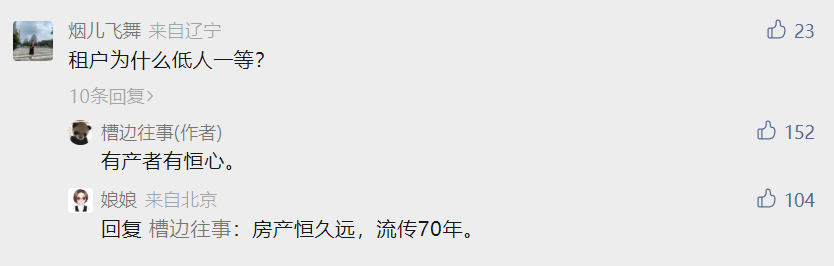 烟儿飞舞 来自辽宁 23
租户为什么低人一等？
10条回复>
槽边往事(作者) 152
有产者有恒心。
娘娘 来自北京 104
回复 槽边往事：房产恒久远，流传70年。